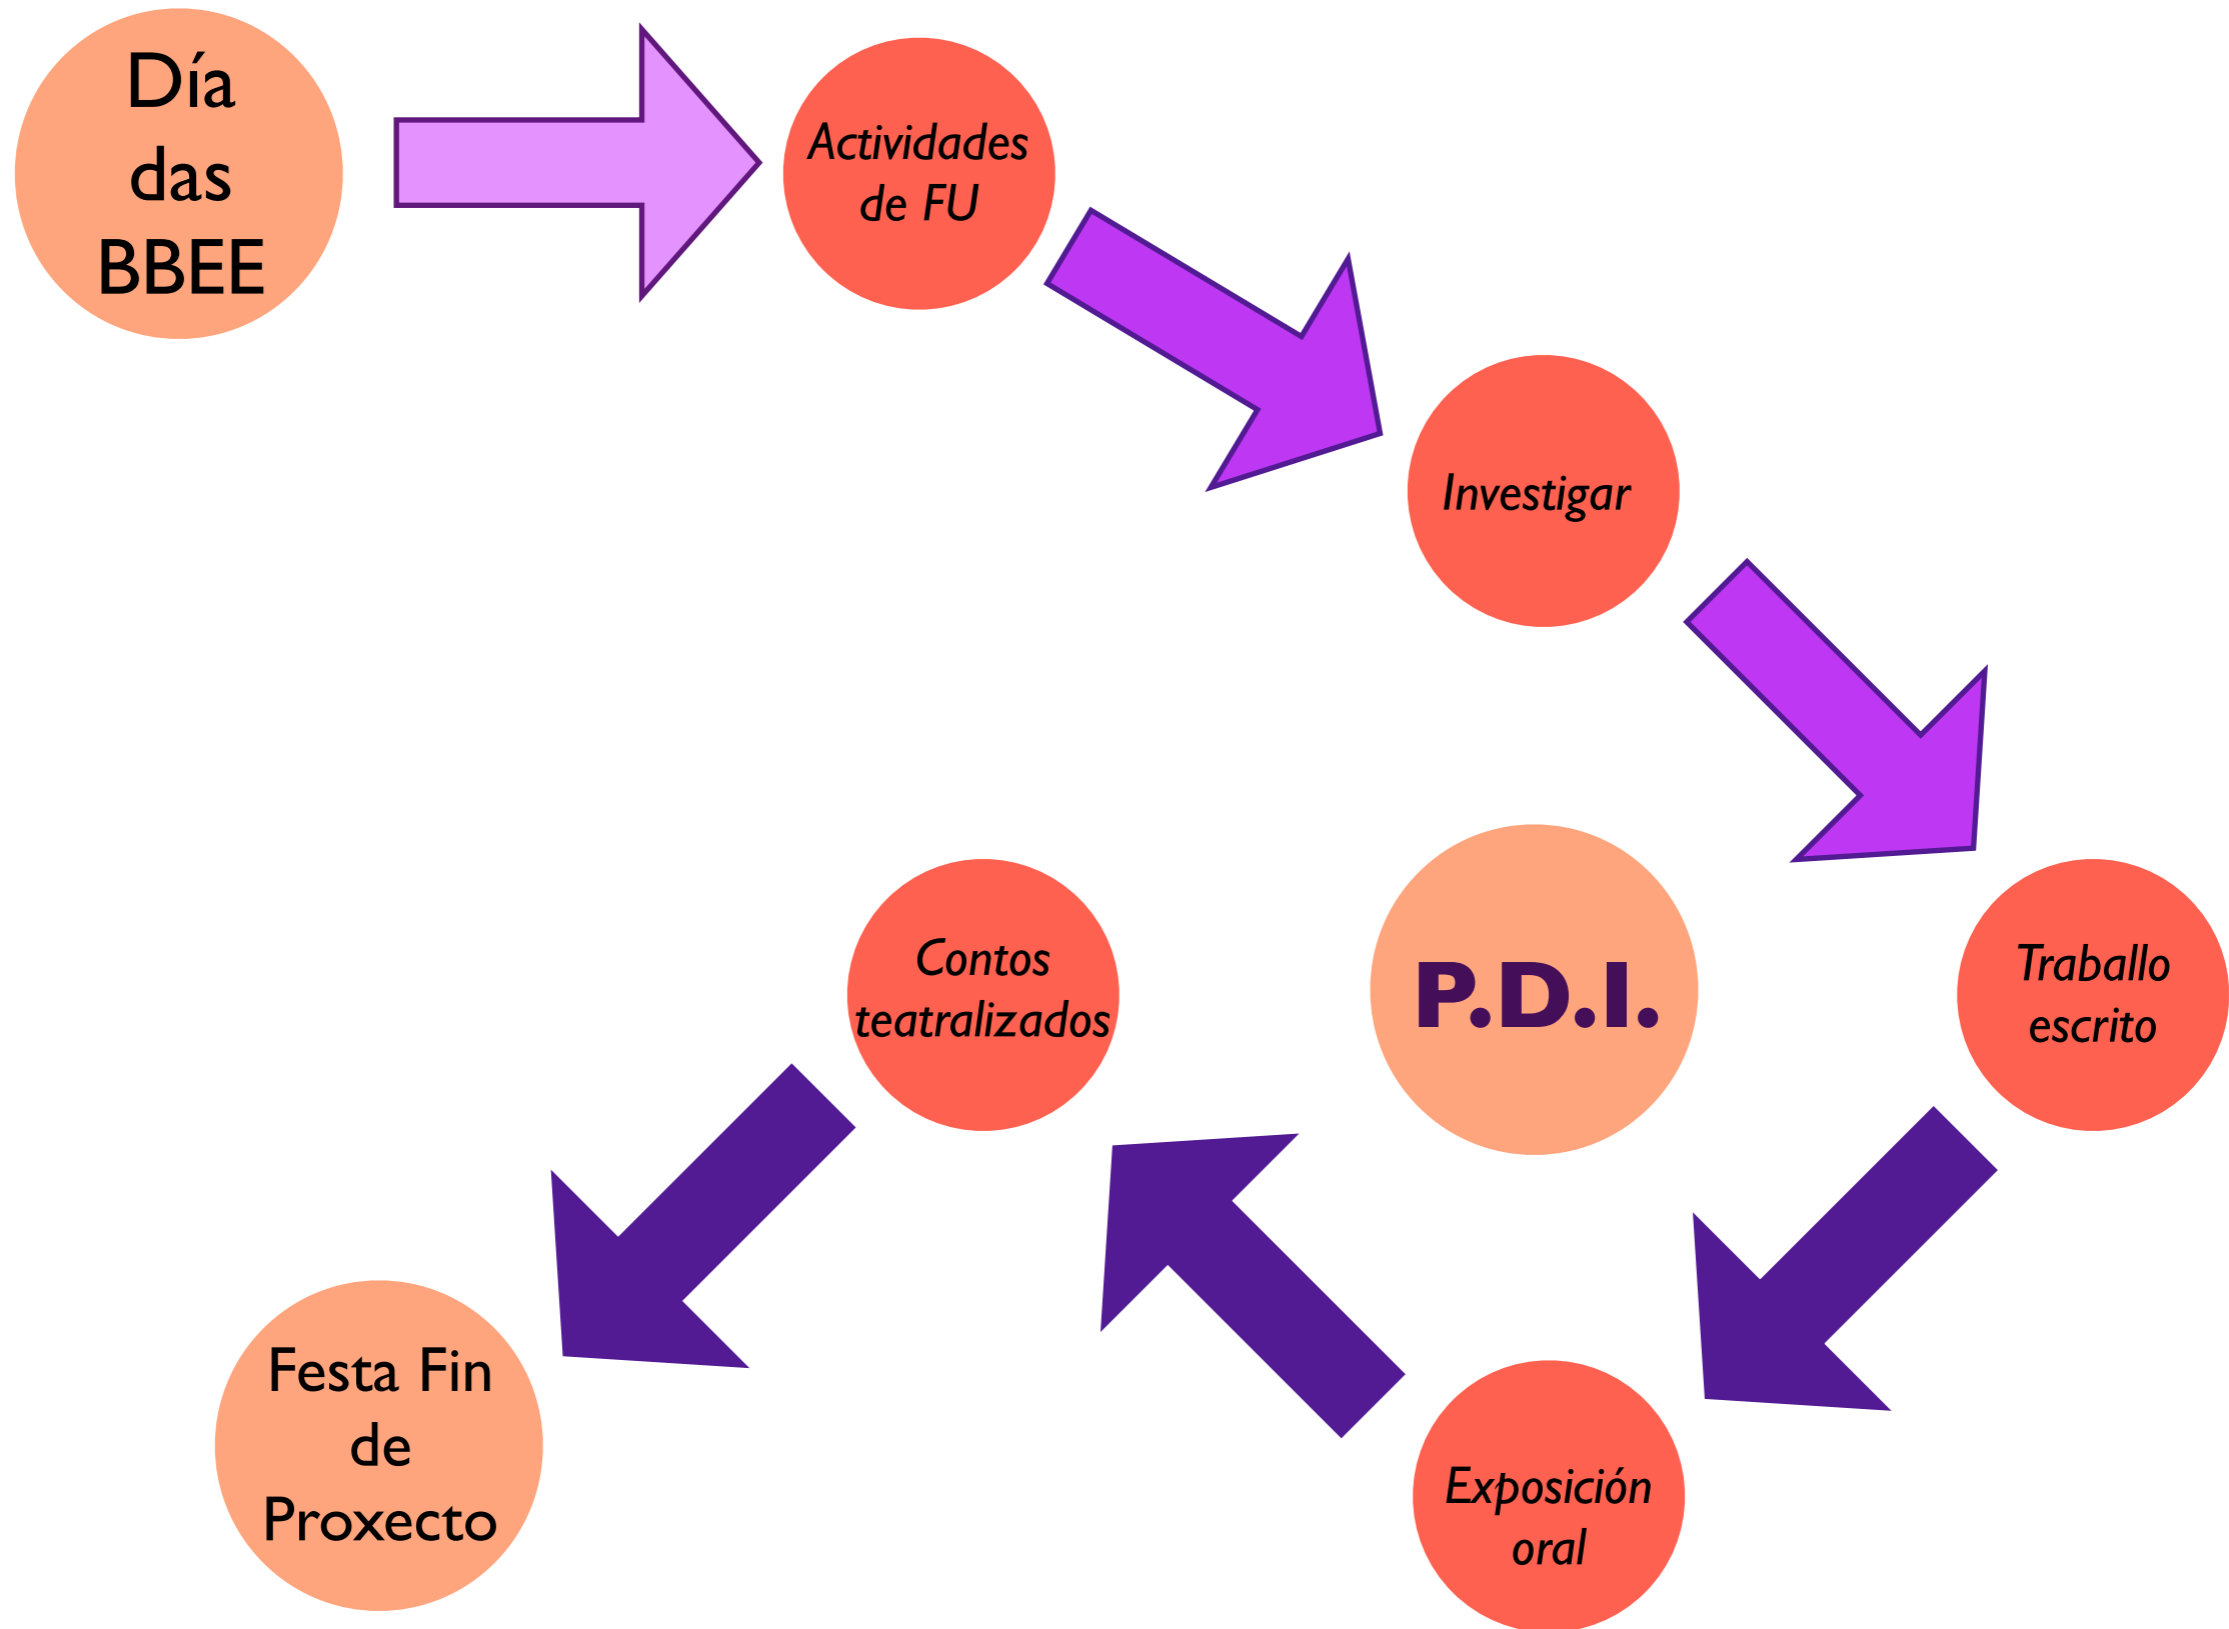 Día
das
BBEE
Actividades
de FU
Investigar
Traballo
escrito
P.D.I.
Contos
teatralizados
Exposición
oral
Festa Fin
de
Proxecto